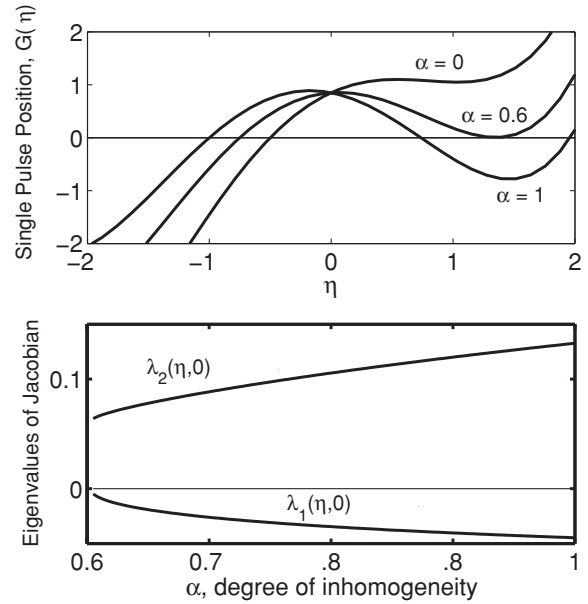 Single Pulse Position, G( η)
2
1
0
-1
-2
α = 0
α = 0.6
α = 1
-2
-1
0
1
2
η
Eigenvalues of Jacobian
0.1
0
λ2(η,0)
λ1(η,0)
0.6
0.7
.8
.8
1
α, degree of inhomogeneity